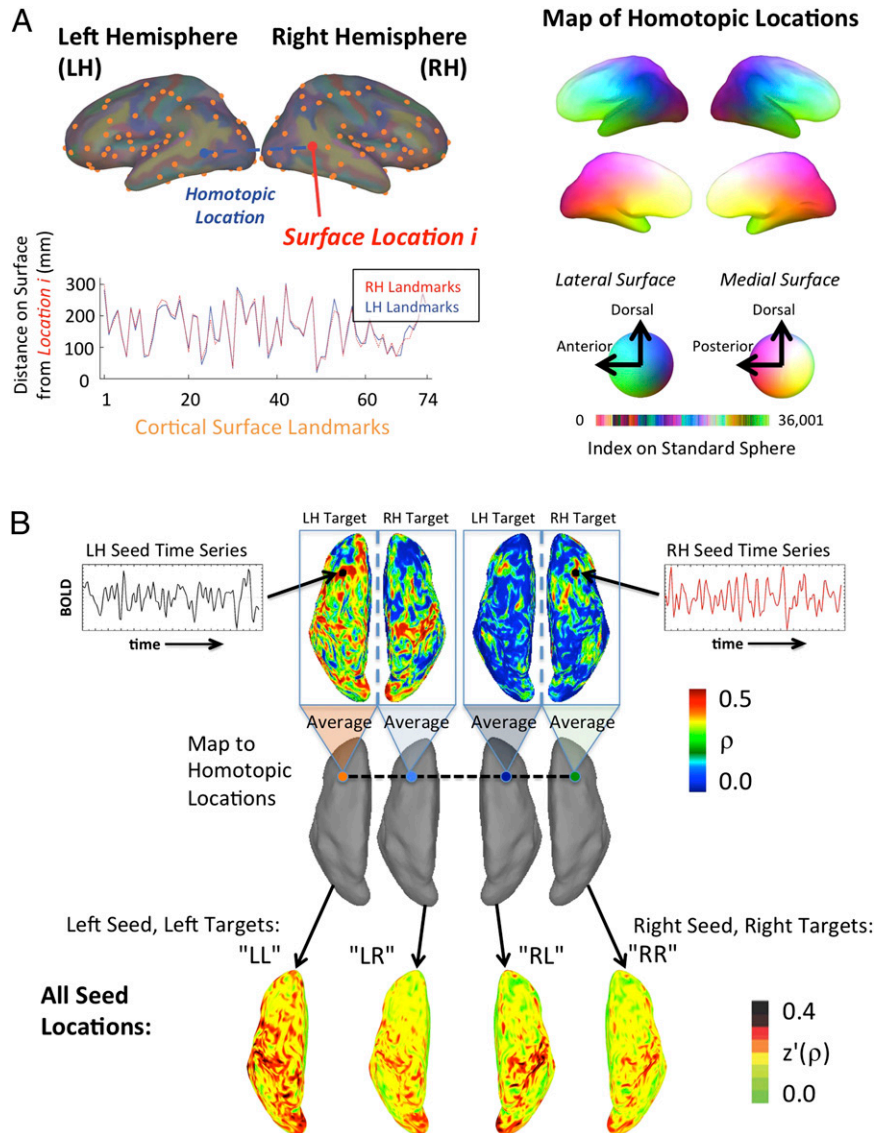 A
Left Hemisphere
(LH)
Right Hemisphere
(RH)
Homotopic
Location
Surface Location i
Distance on Surface
from Location i (mm)
300
200
100
0
RH Landmarks
LH Landmarks
1
20
40
60
74
Cortical Surface Landmarks
Map of Homotopic Locations
Lateral Surface
Medial Surface
Dorsal
Dorsal
Anterior
Posterior
0
36,001
Index on Standard Sphere
B
LH Target
RH Target
LH Target
RH Target
LH Seed Time Series
BOLD
time
RH Seed Time Series
time
0.5
ρ
0.0
Average
Average
Average
Average
Map to
Homotopic
Locations
Left Seed, Left Targets:
"LL"
"LR"
"RL"
Right Seed, Right Targets:
"RR"
All Seed
Locations:
0.4
z'(ρ)
0.0